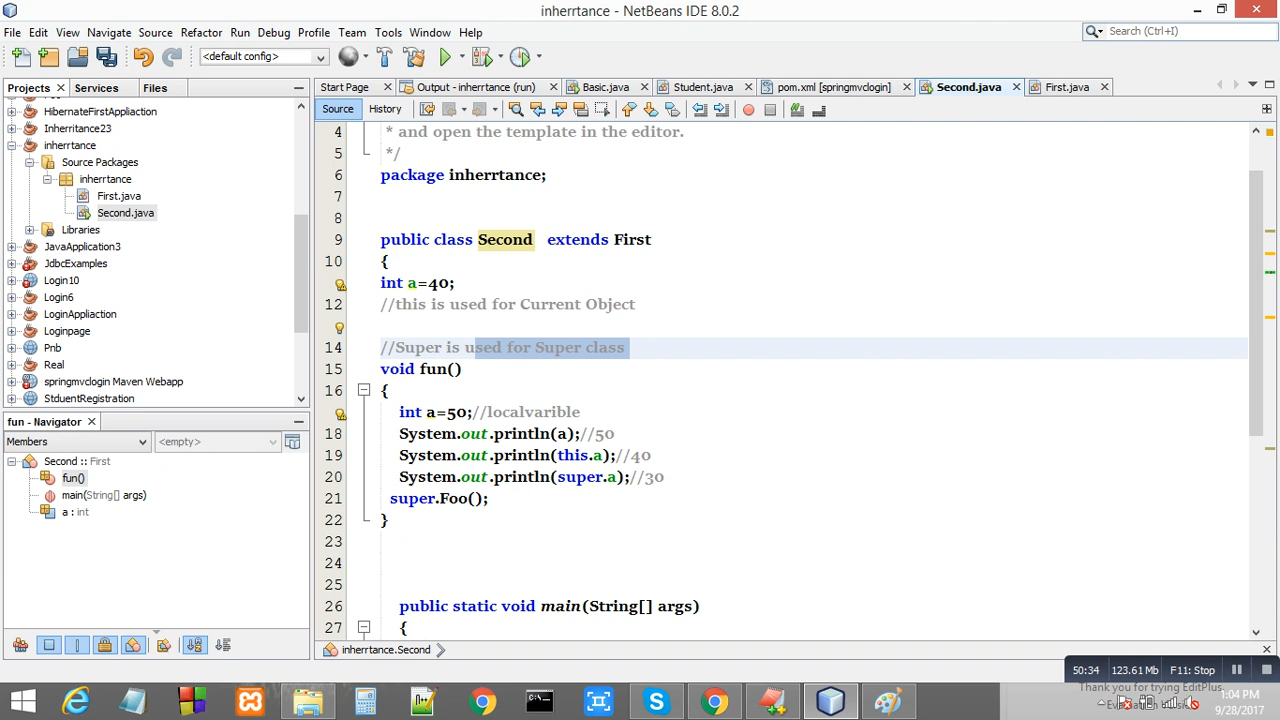 inherrtance - NetBeans IDE 8.0.2
File Edit View Navigate Source Refactor Run Debug Profile Team Tools Window Help
Search (Ctrl+I)
<default config>
Projects Services Files
Start Page Output - inherrtance (run) Basic.java Student.java pom.xml [springmvclogin] Second.java First.java
Source History
HibernateFirstAppliaction
Inherritance23
inherrtance
Source Packages
inherrtance
First.java
Second.java
Libraries
JavaApplication3
JdbcExamples
Login10
Login6
LoginAppliaction
Loginpage
Pnb
Real
springmvclogin Maven Webapp
StduentRegistration
fun - Navigator
Members <empty>
Second :: First
fun()
main(String[] args)
a : int
4 * and open the template in the editor.
5 */
6 package inherrtance;
7
8
9 public class Second extends First
10 {
int a=40;
12 //this is used for Current Object
14 //Super is used for Super class
15 void fun()
16 {
int a=50;//localvarible
18 System.out.println(a);//50
19 System.out.println(this.a);//40
20 System.out.println(super.a);//30
21 super.Foo();
22 }
23
24
25
26 public static void main(String[] args)
27 {
inherrtance.Second
50:34 123.61 Mb F11: Stop
Thank you for trying EditPlus
1:04 PM
9/28/2017